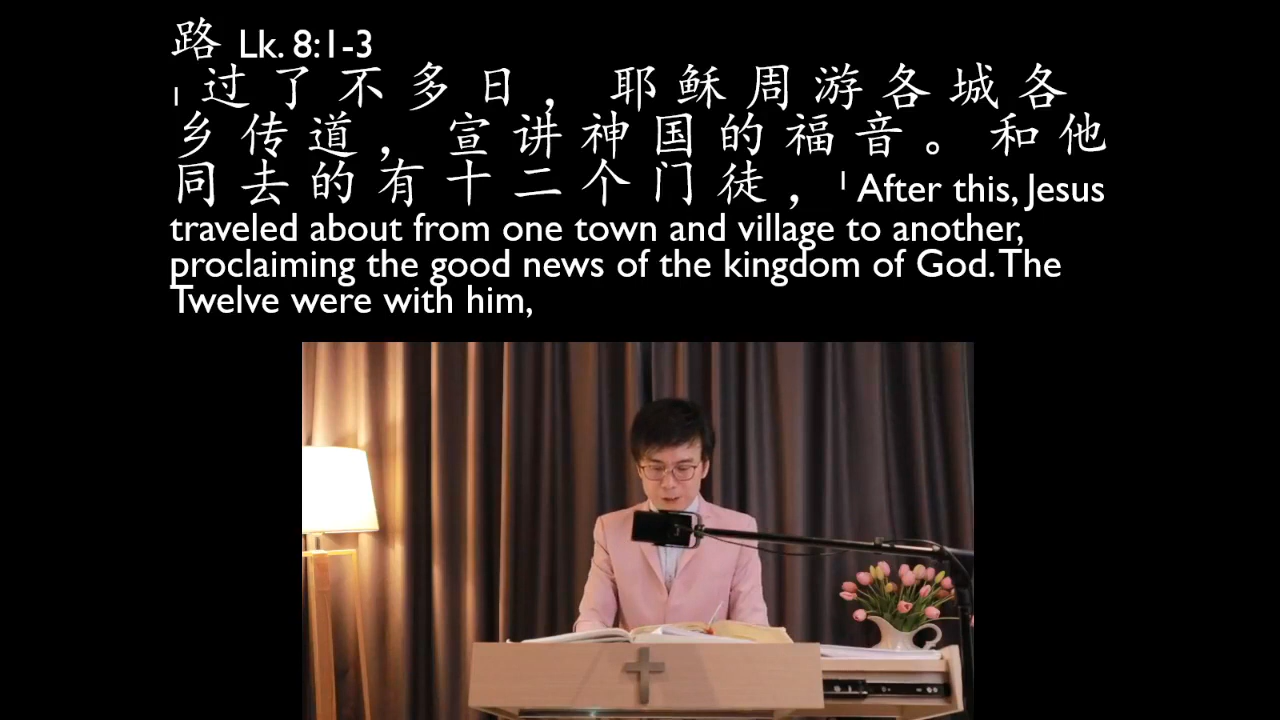 路 Lk. 8:1-3
1 过了不多日，耶稣周游各城各
乡传道，宣讲神国的福音。和他
同去的有十二个门徒，1 After this, Jesus
traveled about from one town and village to another,
proclaiming the good news of the kingdom of God. The
Twelve were with him,